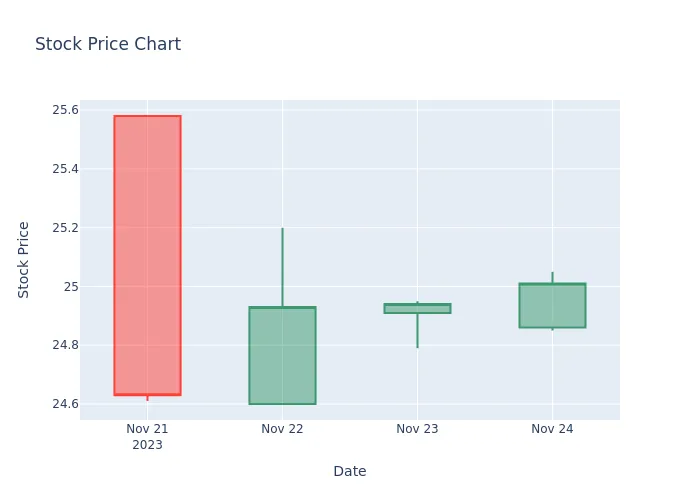 Stock Price Chart
25.6
25.4
25.2
25
24.8
24.6
Stock Price
Nov 21
2023
Nov 22
Nov 23
Nov 24
Date